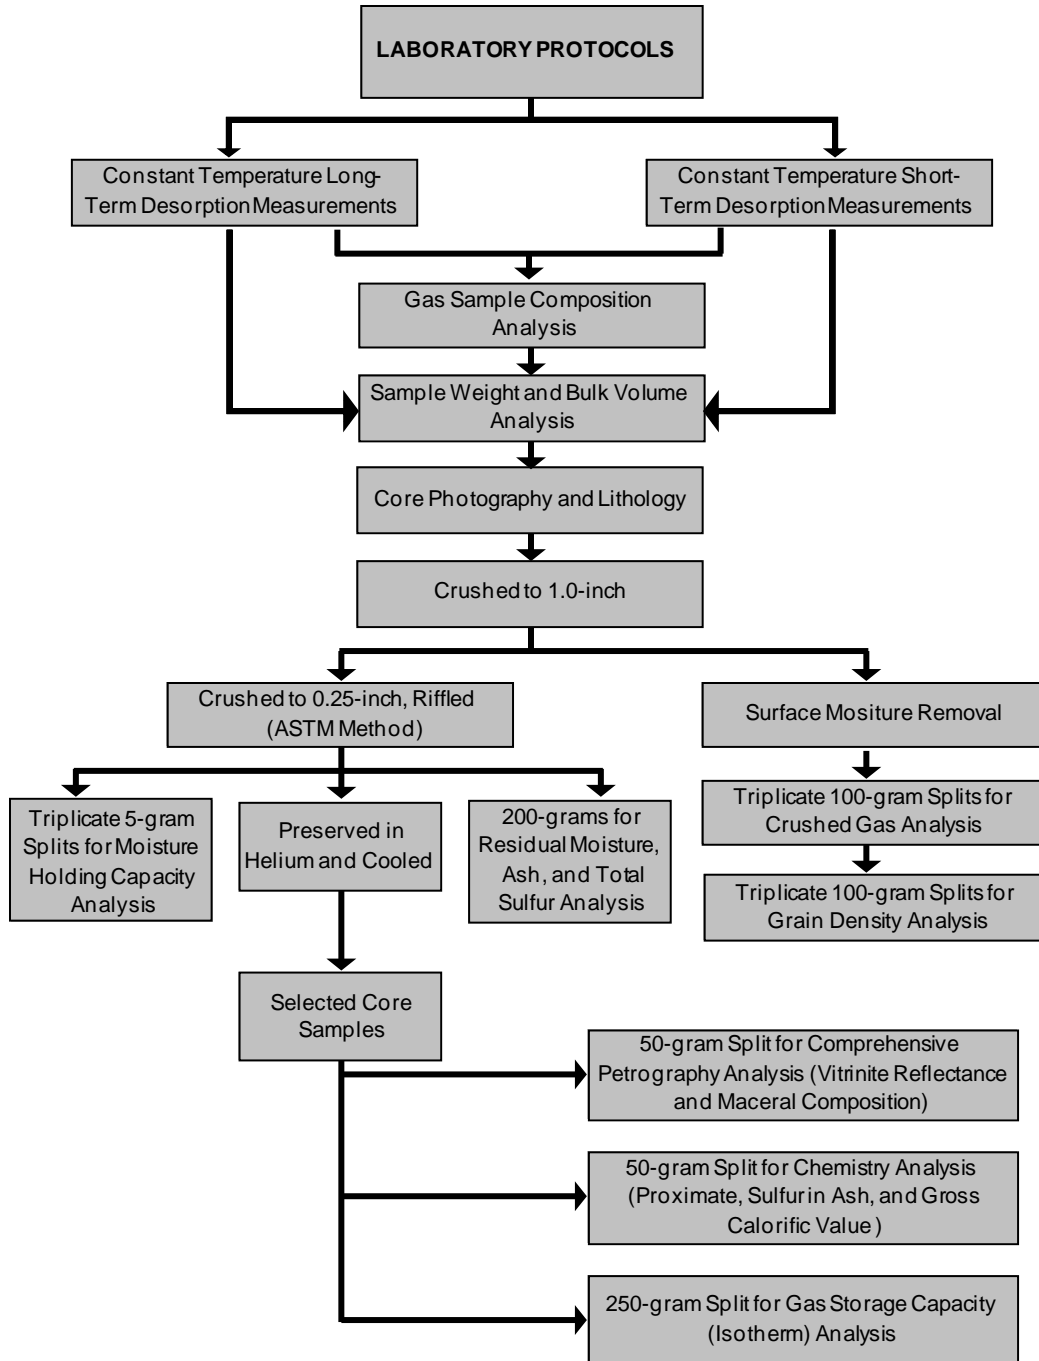 LABORATORY PROTOCOLS
Constant Temperature Long-
Term Desorption Measurements
Constant Temperature Short-
Term Desorption Measurements
Gas Sample Composition
Analysis
Sample Weight and Bulk Volume
Analysis
Core Photography and Lithology
Crushed to 1.0-inch
Crushed to 0.25-inch, Riffled
(ASTM Method)
Surface Mositure Removal
Triplicate 5-gram
Splits for Moisture
Holding Capacity
Analysis
Preserved in
Helium and Cooled
200-grams for
Residual Moisture,
Ash, and Total
Sulfur Analysis
Triplicate 100-gram Splits for
Crushed Gas Analysis
Triplicate 100-gram Splits for
Grain Density Analysis
Selected Core
Samples
50-gram Split for Comprehensive
Petrography Analysis (Vitrinite Reflectance
and Maceral Composition)
50-gram Split for Chemistry Analysis
(Proximate, Sulfur in Ash, and Gross
Calorific Value)
250-gram Split for Gas Storage Capacity
(Isotherm) Analysis